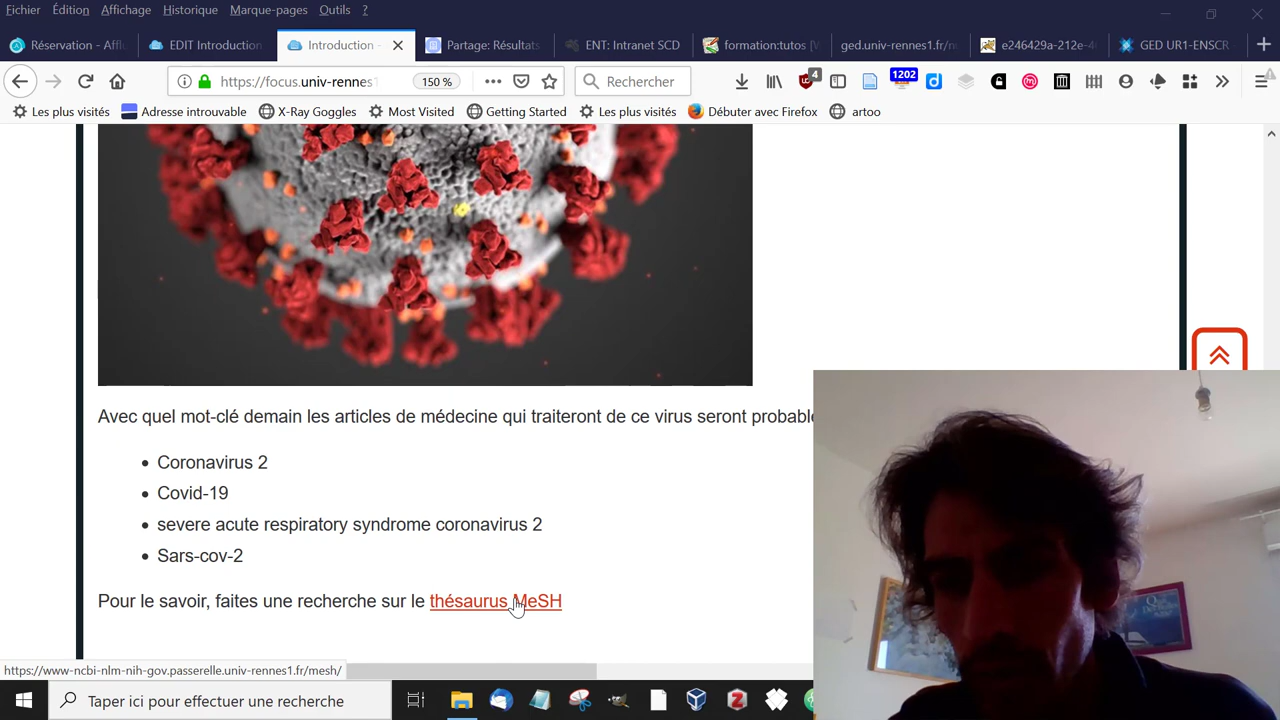 Fichier Édition Affichage Historique Marque-pages Outils ?
Réservation - Afflu EDIT Introduction Introduction - Partage: Résultats ENT: Intranet SCD formation:tutos [ ged.univ-rennes1.fr/nu e246429a-212e-4 GED UR1-ENSCR
https://focus.univ-rennes1 150 % Rechercher 4 1202
Les plus visités Adresse introuvable X-Ray Goggles Most Visited Getting Started Les plus visités Débuter avec Firefox artoo
Avec quel mot-clé demain les articles de médecine qui traiteront de ce virus seront
• Coronavirus 2
• Covid-19
• severe acute respiratory syndrome coronavirus 2
• Sars-cov-2
Pour le savoir, faites une recherche sur le thésaurus MeSH
https://www-ncbi-nlm-nih-gov.passerelle.univ-rennes1.fr/mesh/
Taper ici pour effectuer une recherche